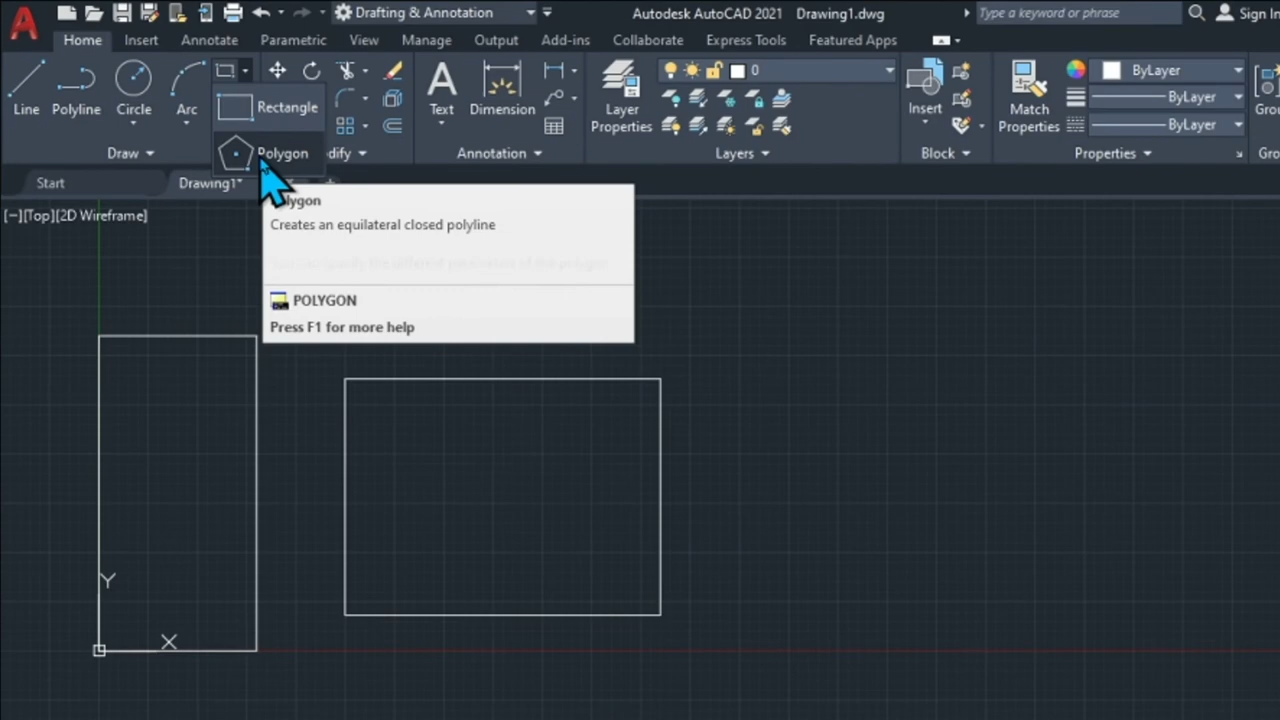 Drafting & Annotation
Autodesk AutoCAD 2021 Drawing1.dwg
Type a keyword or phrase
Sign In
Home Insert Annotate Parametric View Manage Output Add-ins Collaborate Express Tools Featured Apps
Line Polyline Circle Arc
Rectangle
Polygon
Text Dimension
Layer
Properties
0
Insert
Match
Properties
ByLayer
ByLayer
ByLayer
Grou
Draw
dify
Annotation
Layers
Block
Properties
Start
Drawing1*
[−][Top][2D Wireframe]
olygon
Creates an equilateral closed polyline
POLYGON
Press F1 for more help
Y
X